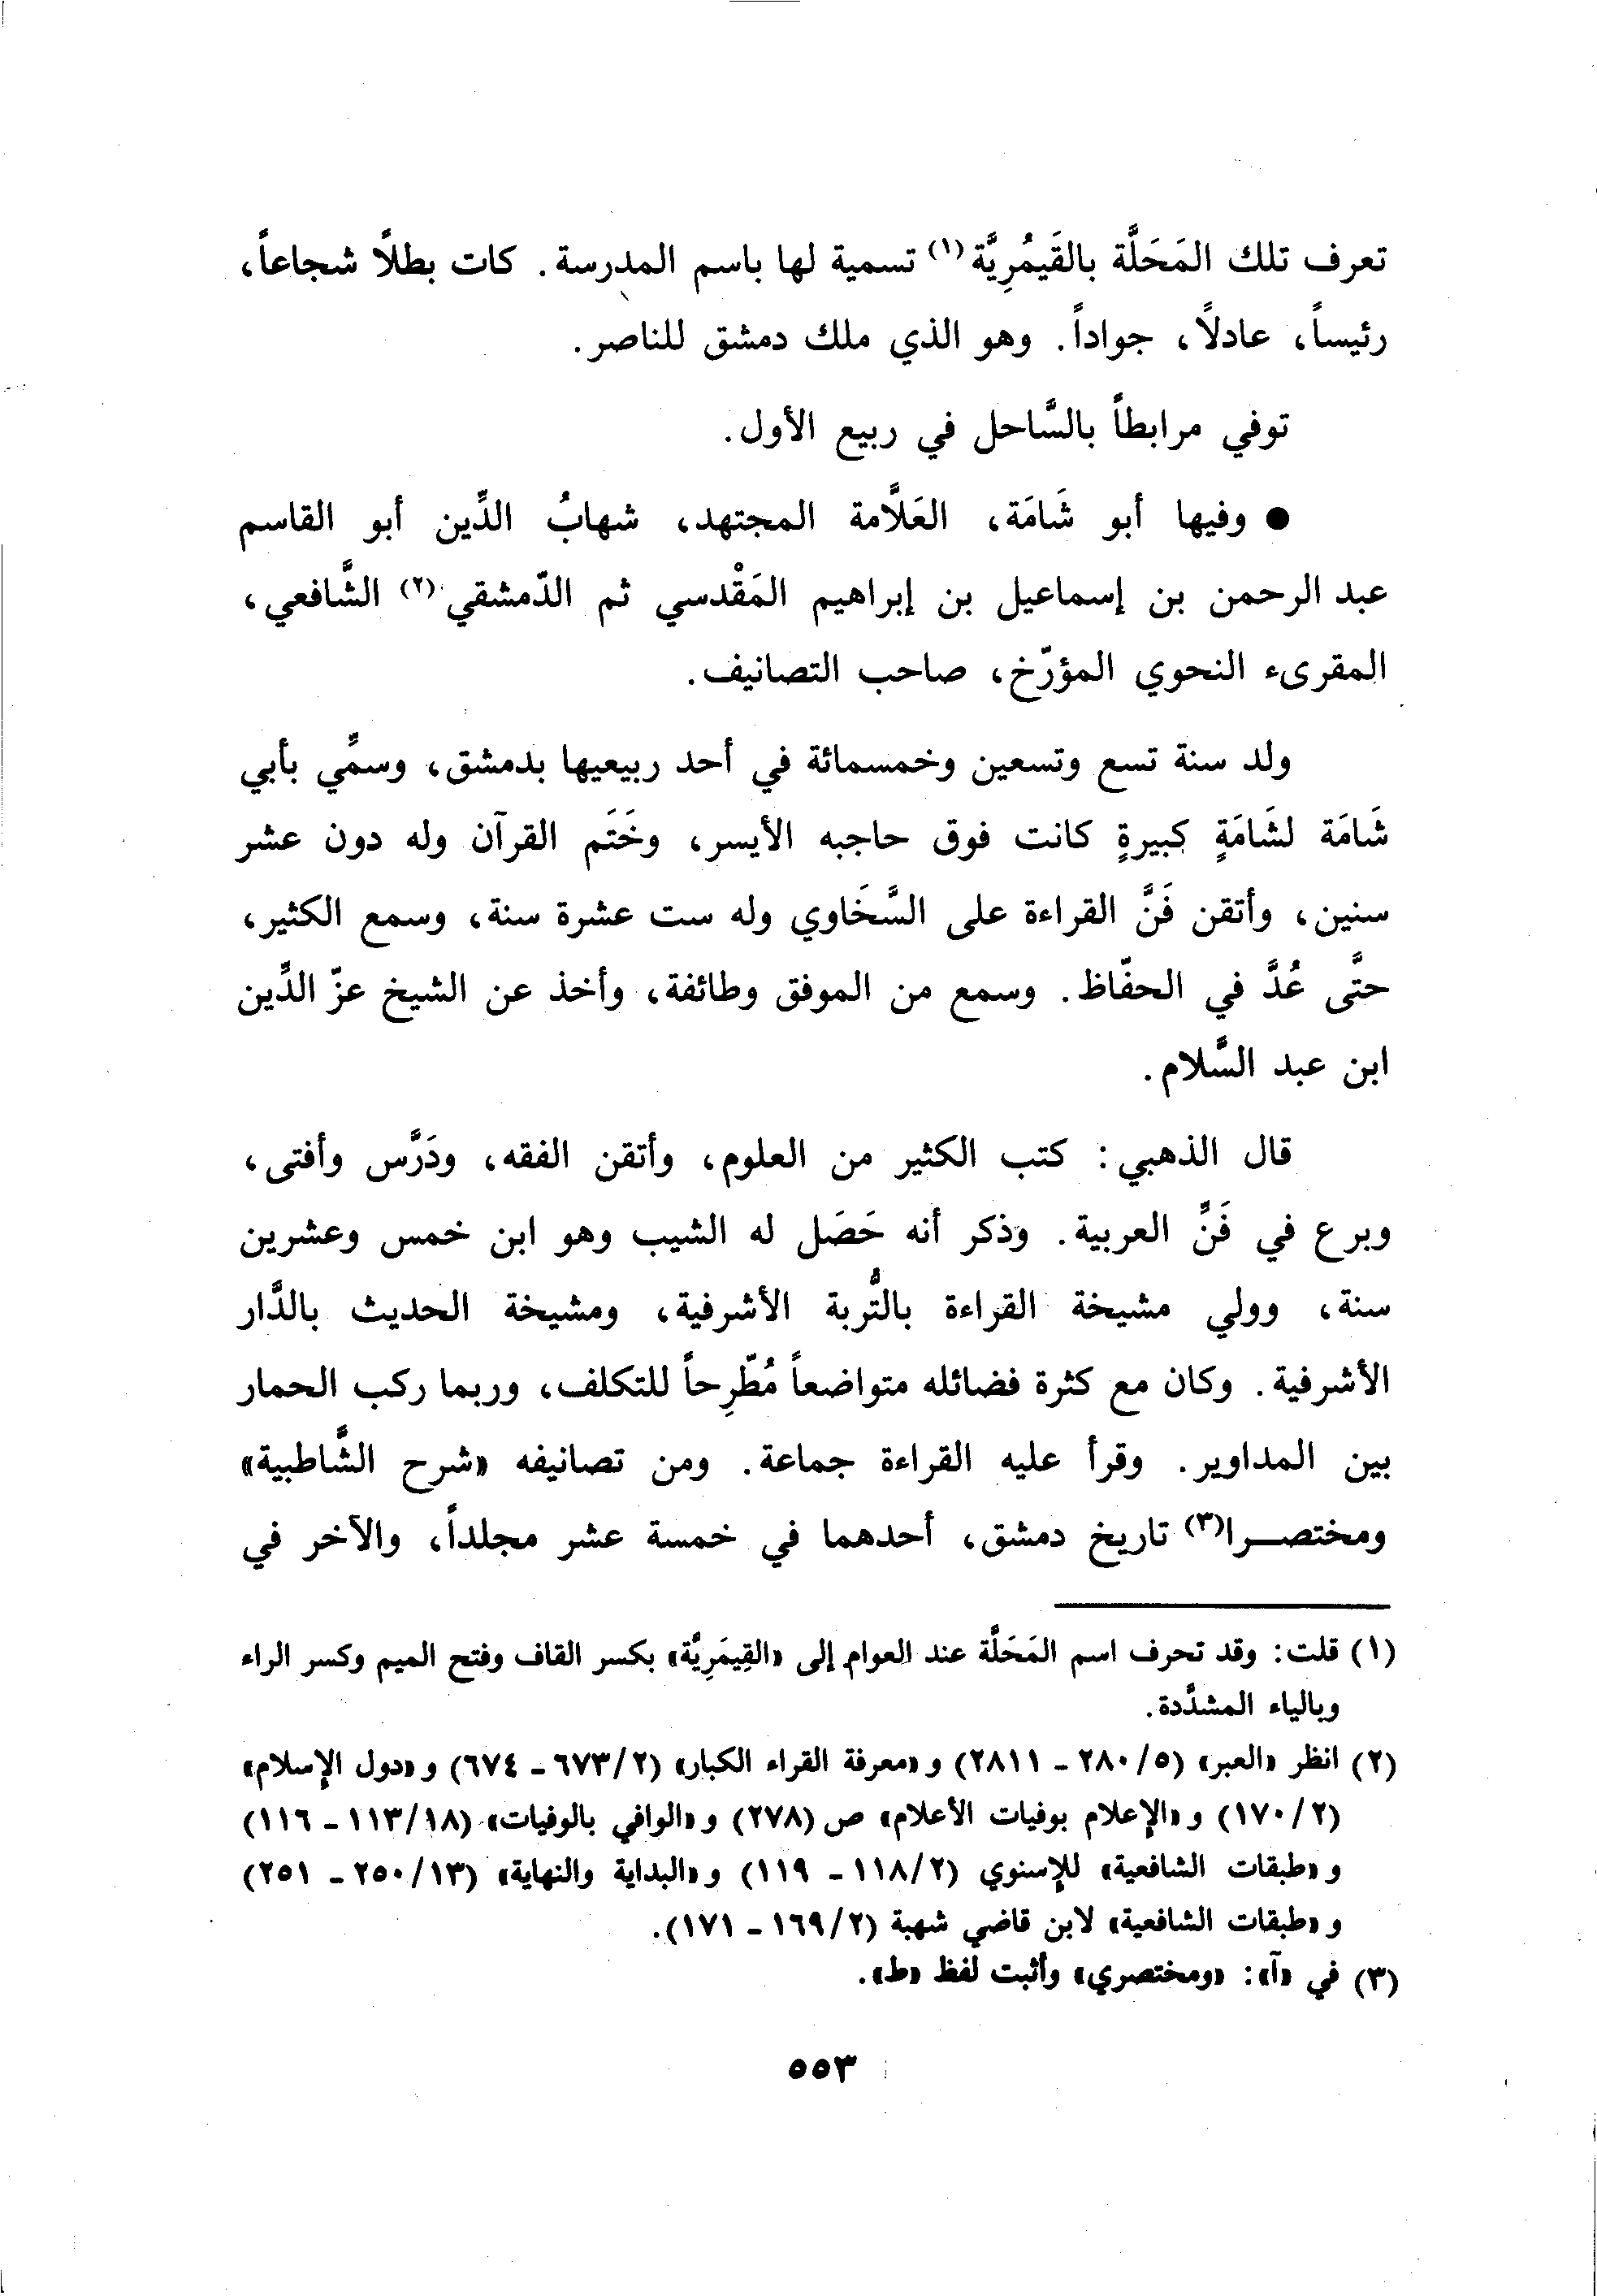 تعرف تلك المَحَلَّة بالقَيمُرِيَّة(١) تسمية لها باسم المدرسة. كات بطلاً شجاعاً،
رئيساً، عادلاً، جواداً. وهو الذي ملك دمشق للناصر.
توفي مرابطاً بالسَّاحل في ربيع الأول.
● وفيها أبو شَامَة، العَلَّامة المجتهد، شهابُ الدِّين أبو القاسم
عبد الرحمن بن إسماعيل بن إبراهيم المَقْدسي ثم الدّمشقي(٢) الشَّافعي،
المقرىء النحوي المؤرّخ، صاحب التصانيف.
ولد سنة تسع وتسعين وخمسمائة في أحد ربيعيها بدمشق، وسمِّي بأبي
شَامَة لشَامَةٍ كبيرةٍ كانت فوق حاجبه الأيسر، وخَتَم القرآن وله دون عشر
سنين، وأتقن فَنَّ القراءة على السَّخَاوي وله ست عشرة سنة، وسمع الكثير،
حتَّى عُدَّ في الحفّاظ. وسمع من الموفق وطائفة، وأخذ عن الشيخ عزّ الدِّين
ابن عبد السَّلام.
قال الذهبي: كتب الكثير من العلوم، وأتقن الفقه، ودَرَّس وأفتى،
وبرع في فَنِّ العربية. وذكر أنه حَصَل له الشيب وهو ابن خمس وعشرين
سنة، وولي مشيخة القراءة بالتُّربة الأشرفية، ومشيخة الحديث بالدَّار
الأشرفية. وكان مع كثرة فضائله متواضعاً مُطّرِحاً للتكلف، وربما ركب الحمار
بين المداوير. وقرأ عليه القراءة جماعة. ومن تصانيفه «شرح الشَّاطبية»
ومختصـرا(٣) تاريخ دمشق، أحدهما في خمسة عشر مجلداً، والآخر في
(١) قلت: وقد تحرف اسم المَحَلَّة عند العوام إلى «القِيمَرِيَّة» بكسر القاف وفتح الميم وكسر الراء
وبالياء المشدَّدة.
(٢) انظر «العبر» (٥/٢٨٠ - ٢٨١١) و«معرفة القراء الكبار» (٢/٦٧٣ - ٦٧٤) و«دول الإسلام»
(٢/١٧٠) و«الإعلام بوفيات الأعلام» ص (٢٧٨) و«الوافي بالوفيات» (١٨/١١٣ - ١١٦)
و«طبقات الشافعية» للإسنوي (٢/١١٨ - ١١٩) و«البداية والنهاية» (١٣/٢٥٠ - ٢٥١)
و«طبقات الشافعية» لابن قاضي شهبة (٢/١٦٩ - ١٧١).
(٣) في «آ»: «ومختصري» وأثبت لفظ «ط».
٥٥٣